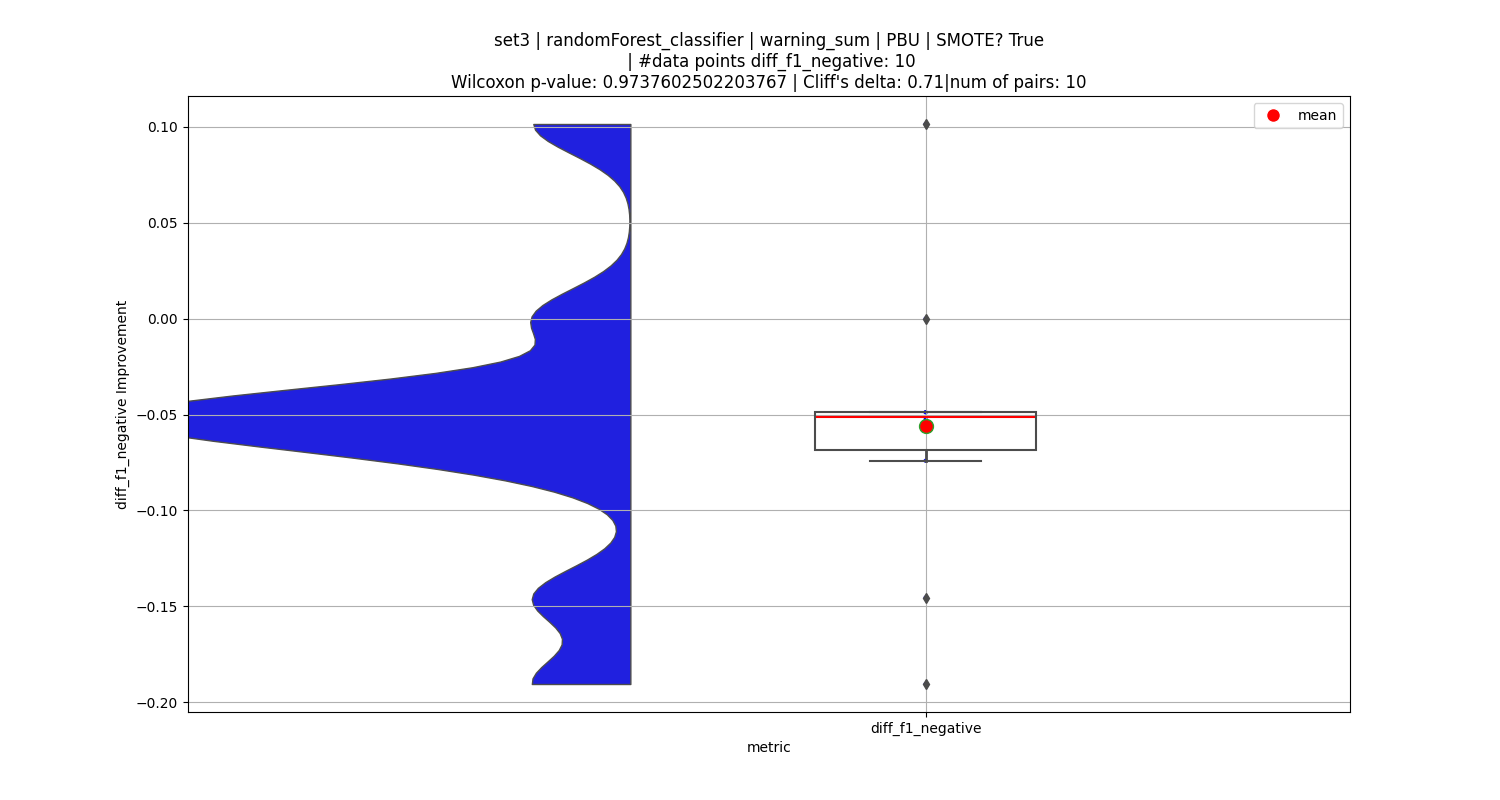 set3 | randomForest_classifier | warning_sum | PBU | SMOTE? True
| #data points diff_f1_negative: 10
Wilcoxon p-value: 0.9737602502203767 | Cliff's delta: 0.71|num of pairs: 10
mean
0.10
0.05
0.00
−0.05
−0.10
−0.15
−0.20
diff_f1_negative Improvement
diff_f1_negative
metric